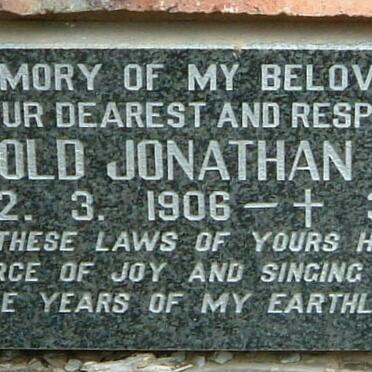 MORY OF MY BELOV
UR DEAREST AND RESP
OLD JONATHAN
2. 3. 1906 – † 3
THESE LAWS OF YOURS H
RCE OF JOY AND SINGING
E YEARS OF MY EARTHL